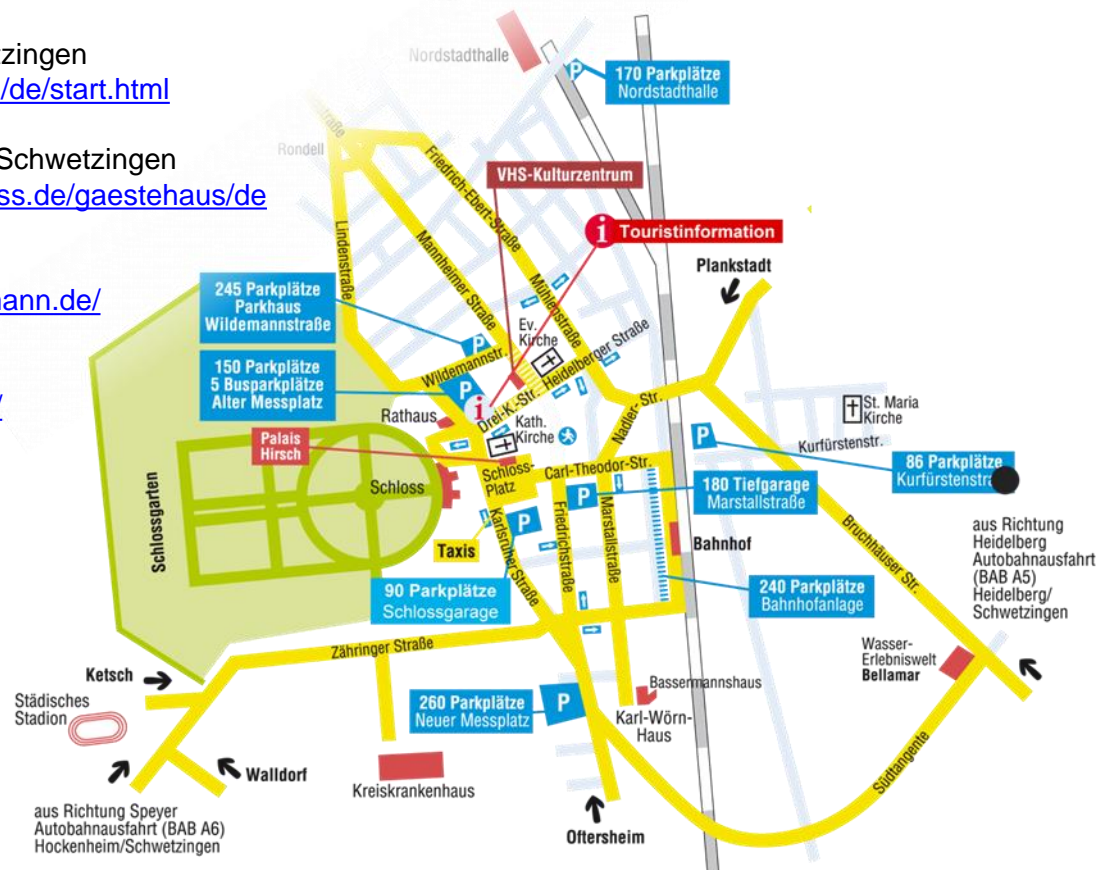 tzingen
/de/start.html
Schwetzingen
ss.de/gaestehaus/de
ann.de/
/
Nordstadthalle
P
170 Parkplätze
Nordstadthalle
Rondell
straße
Friedrich-Ebert-Straße
VHS-Kulturzentrum
i Touristinformation
Lindenstraße
Mannheimer Straße
Mühlenstraße
Plankstadt
245 Parkplätze
Parkhaus
Wildemannstraße
P
Ev.
Kirche
Heidelberger Straße
Wildemannstr.
150 Parkplätze
5 Busparkplätze
Alter Messplatz
P
i
Drei-K.-Str.
Rathaus
Kath.
Kirche
Nadler-Str.
St. Maria
Kirche
Kurfürstenstr.
P
Palais
Hirsch
Schloss-
Platz
Carl-Theodor-Str.
86 Parkplätze
Kurfürstenstra
Schloss
180 Tiefgarage
Marstallstraße
P
P
Schlossgarten
Karlsruher Straße
Friedrichstraße
Marstallstraße
Taxis
Bahnhof
Bruchhäuser Str.
aus Richtung
Heidelberg
Autobahnausfahrt
(BAB A5)
Heidelberg/
Schwetzingen
90 Parkplätze
Schlossgarage
240 Parkplätze
Bahnhofanlage
Zähringer Straße
Wasser-
Erlebniswelt
Bellamar
Ketsch
Städisches
Stadion
Bassermannshaus
260 Parkplätze
Neuer Messplatz
P
Karl-Wörn-
Haus
Walldorf
Kreiskrankenhaus
Südtangente
Oftersheim
aus Richtung Speyer
Autobahnausfahrt (BAB A6)
Hockenheim/Schwetzingen